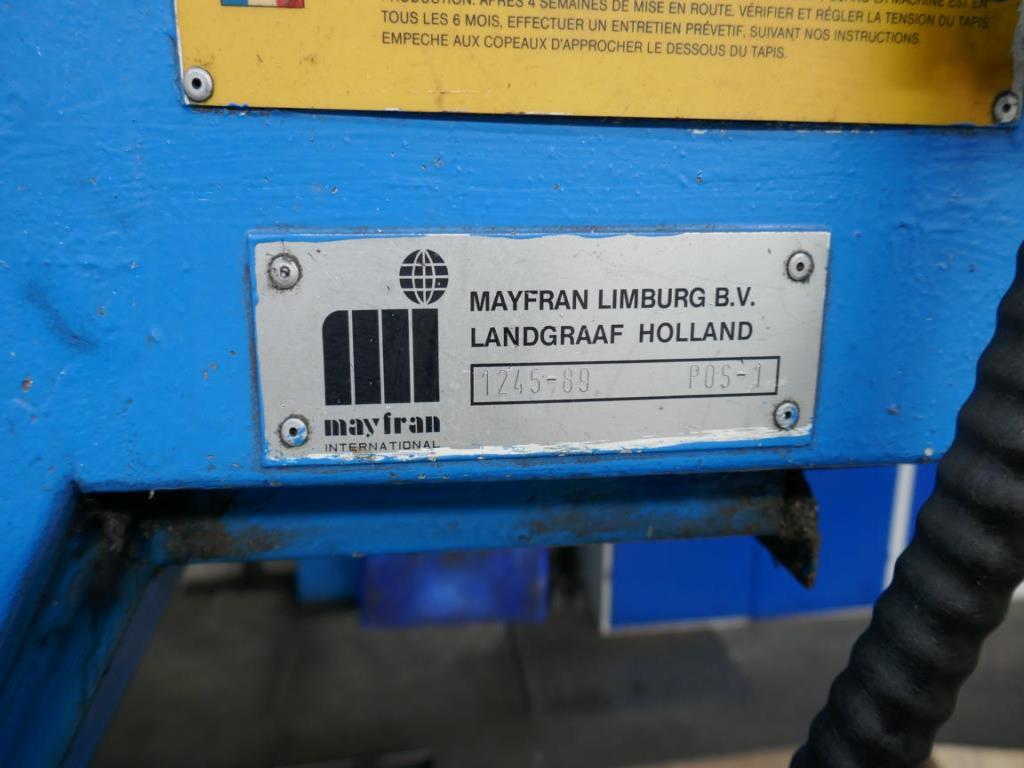 PRODUCTION. APRÈS 4 SEMAINES DE MISE EN ROUTE. VÉRIFIER ET RÉGLER LA TENSION DU TAPIS.
TOUS LES 6 MOIS, EFFECTUER UN ENTRETIEN PRÉVETIF, SUIVANT NOS INSTRUCTIONS.
EMPECHE AUX COPEAUX D'APPROCHER LE DESSOUS DU TAPIS.
MAYFRAN LIMBURG B.V.
LANDGRAAF HOLLAND
1245-89 POS-1
mayfran
INTERNATIONAL